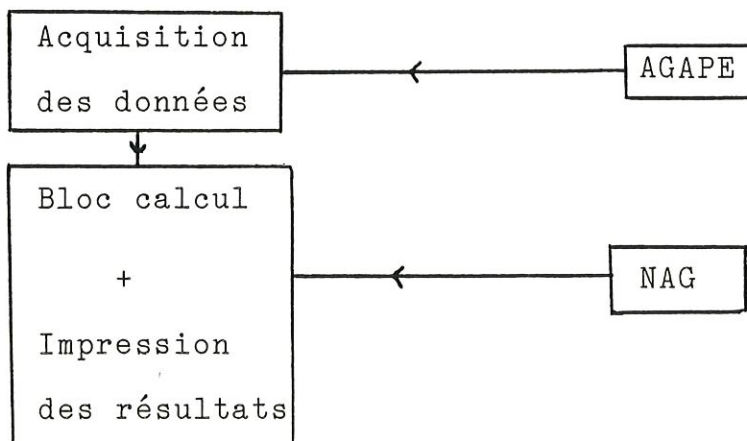 Acquisition
des données
AGAPE
Bloc calcul
+
Impression
des résultats
NAG